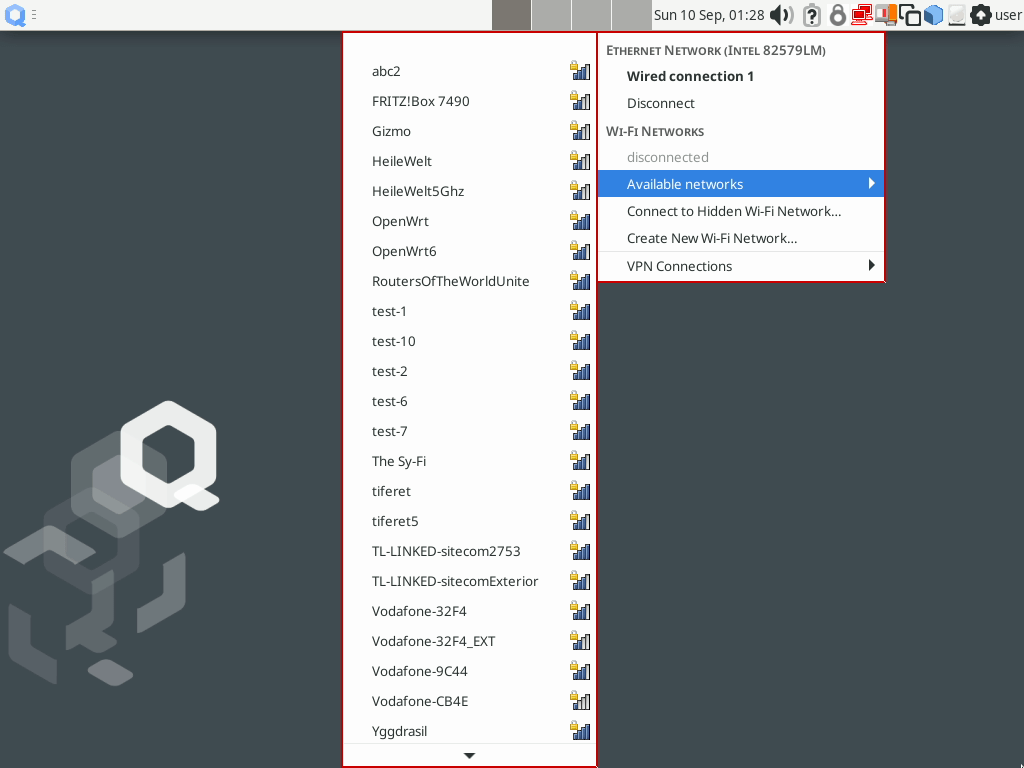 Sun 10 Sep, 01:28
user
abc2
FRITZ!Box 7490
Gizmo
HeileWelt
HeileWelt5Ghz
OpenWrt
OpenWrt6
RoutersOfTheWorldUnite
test-1
test-10
test-2
test-6
test-7
The Sy-Fi
tiferet
tiferet5
TL-LINKED-sitecom2753
TL-LINKED-sitecomExterior
Vodafone-32F4
Vodafone-32F4_EXT
Vodafone-9C44
Vodafone-CB4E
Yggdrasil
Ethernet Network (Intel 82579LM)
Wired connection 1
Disconnect
Wi-Fi Networks
disconnected
Available networks
Connect to Hidden Wi-Fi Network...
Create New Wi-Fi Network...
VPN Connections